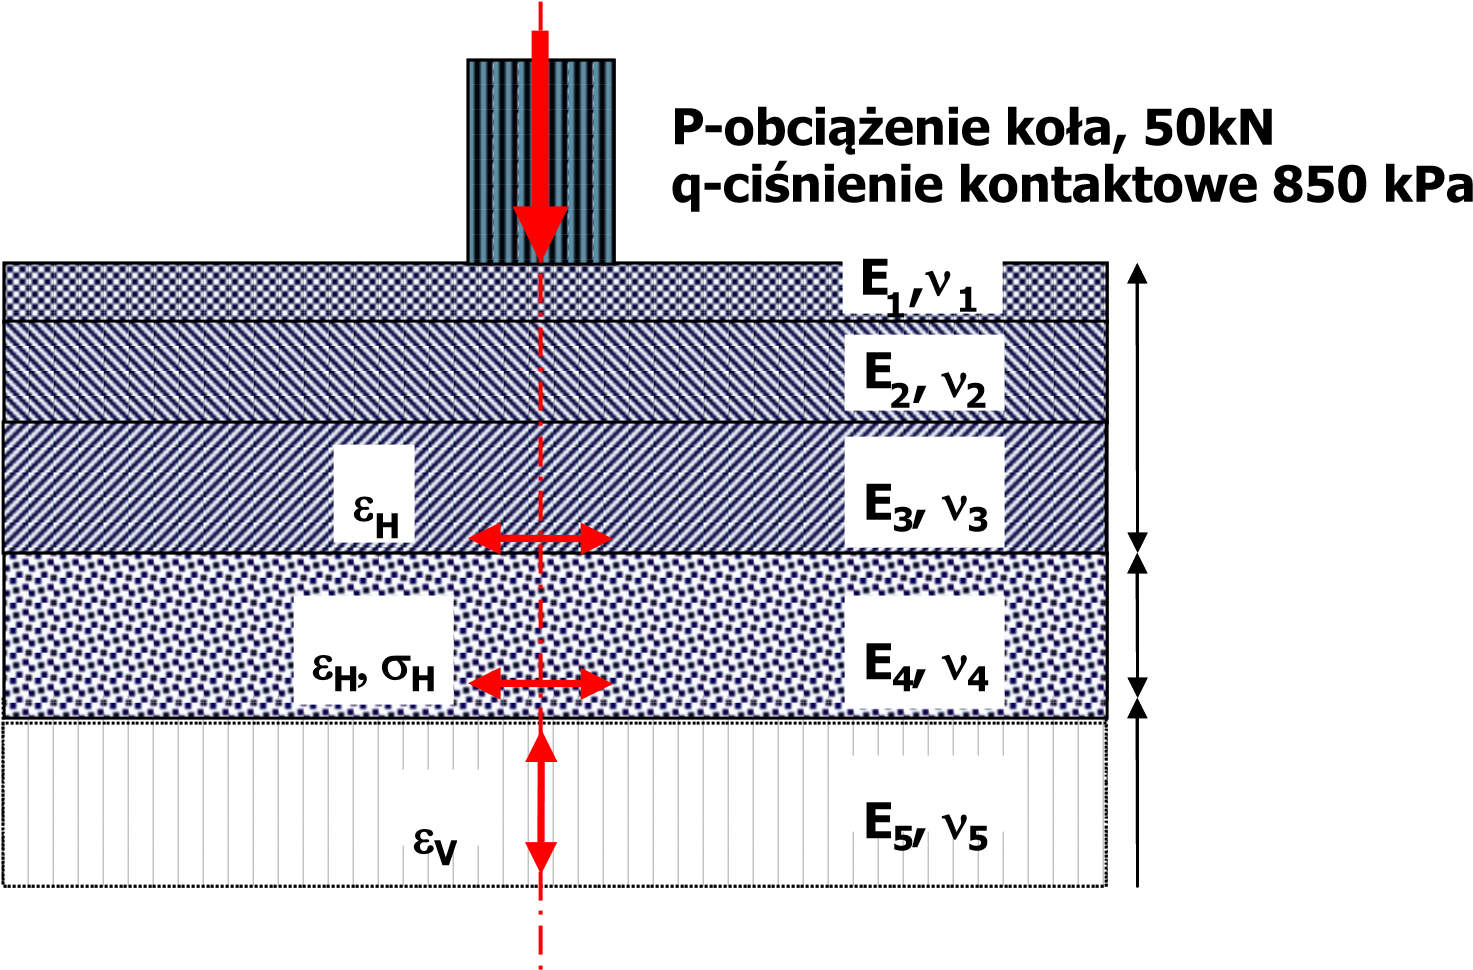 P-obciążenie koła, 50kN
q-ciśnienie kontaktowe 850 kPa
E1,ν1
E2, ν2
εH
E3, ν3
εH, σH
E4, ν4
εV
E5, ν5